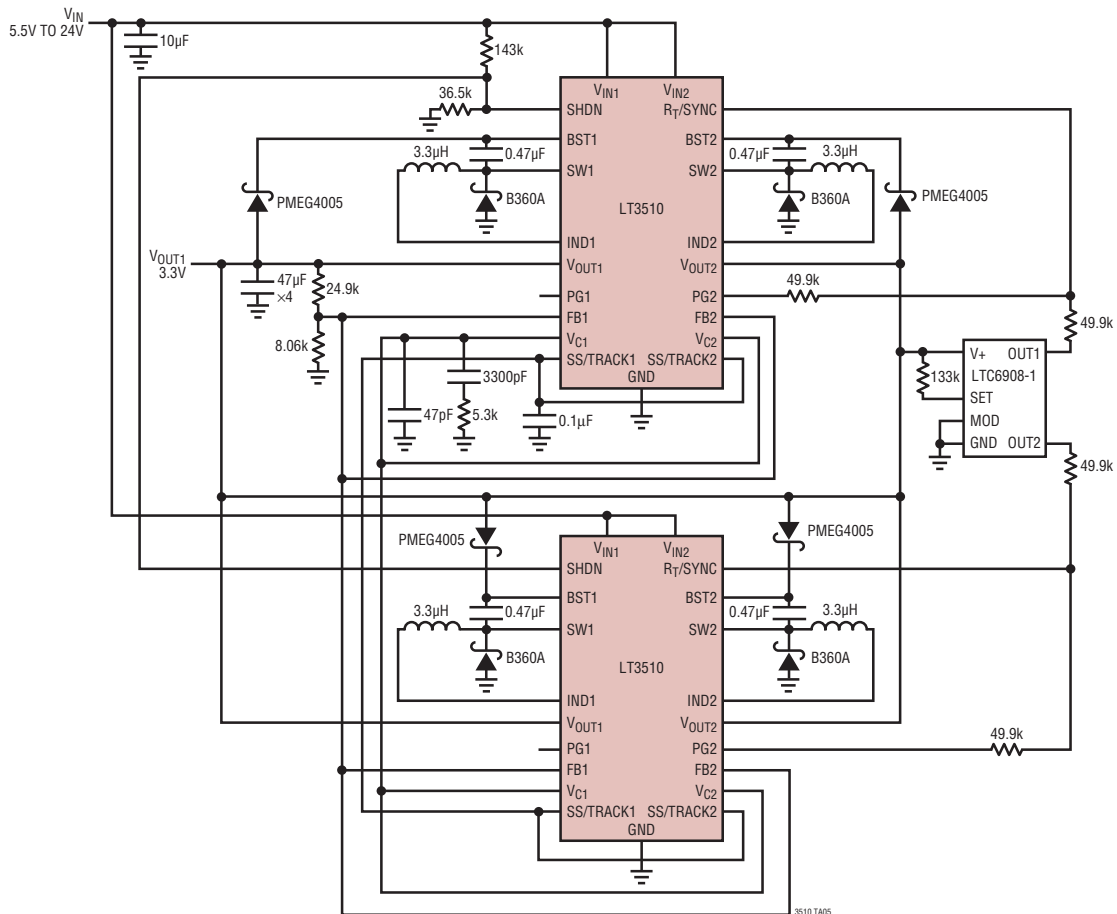 VIN
5.5V TO 24V
10µF
143k
36.5k
VIN1 VIN2
SHDN RT/SYNC
BST1 BST2
3.3µH 0.47µF 0.47µF 3.3µH
SW1 SW2
PMEG4005 B360A LT3510 B360A PMEG4005
IND1 IND2
VOUT1
3.3V
VOUT1 VOUT2
47µF
×4
24.9k
PG1 PG2 49.9k
FB1 FB2
49.9k
8.06k
VC1 VC2
SS/TRACK1 SS/TRACK2
GND
3300pF
47pF 5.3k 0.1µF
V+ OUT1
133k LTC6908-1
SET
MOD
GND OUT2
49.9k
PMEG4005 PMEG4005
VIN1 VIN2
SHDN RT/SYNC
BST1 BST2
3.3µH 0.47µF 0.47µF 3.3µH
SW1 SW2
B360A LT3510 B360A
IND1 IND2
VOUT1 VOUT2
PG1 PG2 49.9k
FB1 FB2
VC1 VC2
SS/TRACK1 SS/TRACK2
GND
3510 TA05